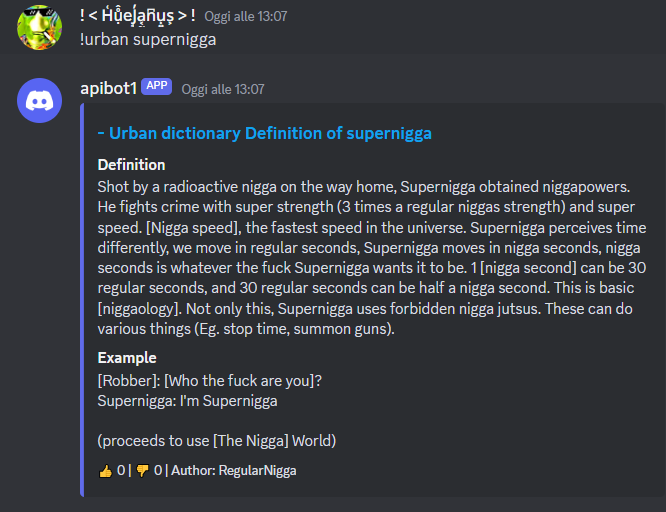 ! < Hųejąnuş > ! Oggi alle 13:07
!urban supernigga
apibot1 APP Oggi alle 13:07
- Urban dictionary Definition of supernigga
Definition
Shot by a radioactive nigga on the way home, Supernigga obtained niggapowers.
He fights crime with super strength (3 times a regular niggas strength) and super
speed. [Nigga speed], the fastest speed in the universe. Supernigga perceives time
differently, we move in regular seconds, Supernigga moves in nigga seconds, nigga
seconds is whatever the fuck Supernigga wants it to be. 1 [nigga second] can be 30
regular seconds, and 30 regular seconds can be half a nigga second. This is basic
[niggaology]. Not only this, Supernigga uses forbidden nigga jutsus. These can do
various things (Eg. stop time, summon guns).
Example
[Robber]: [Who the fuck are you]?
Supernigga: I'm Supernigga
(proceeds to use [The Nigga] World)
👍 0 | 👎 0 | Author: RegularNigga